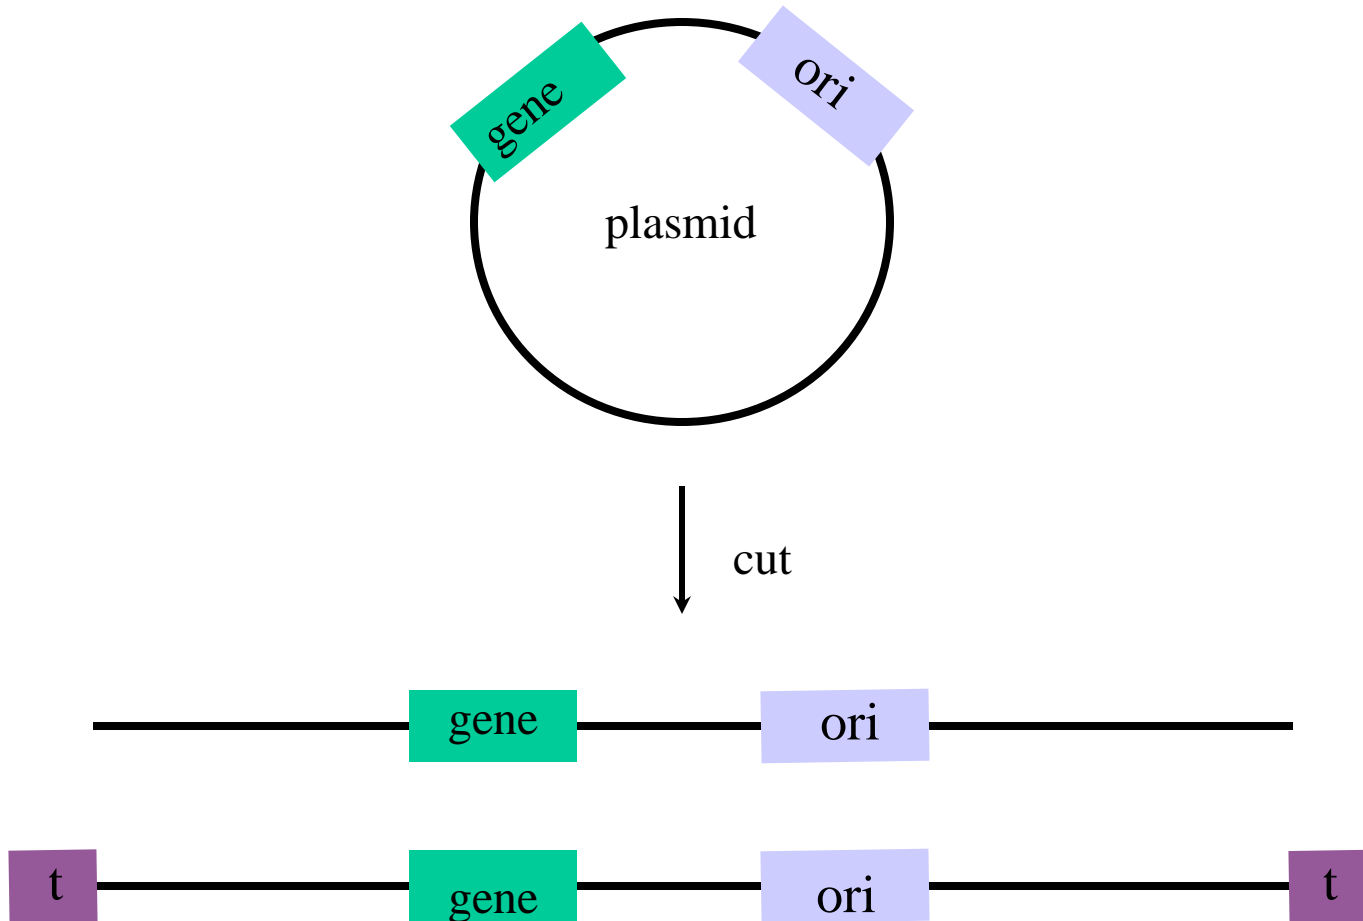 gene
ori
plasmid
cut
gene ori
t gene ori t